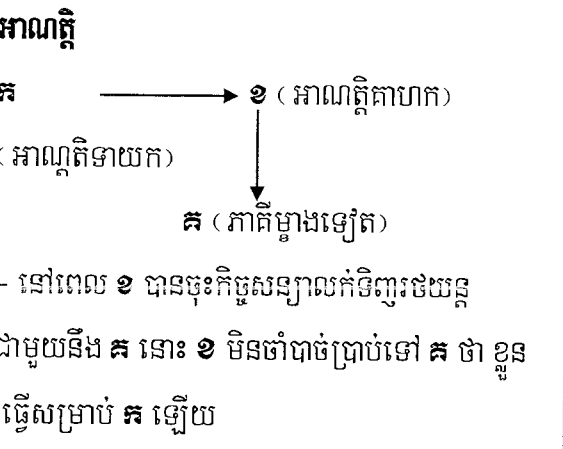 អាណត្តិ
ក ខ ( អាណត្តិគាហក)
( អាណ្តតិទាយក)
គ (ភាគីម្ខាងទៀត)
- នៅពេល ខ បានចុះកិច្ចសន្យាលក់ទិញរថយន្ត
ជាមួយនឹង គ នោះ ខ មិនចាំបាច់ប្រាប់ទៅ គ ថា ខ្លួន
ធ្វើសម្រាប់ ក ឡើយ